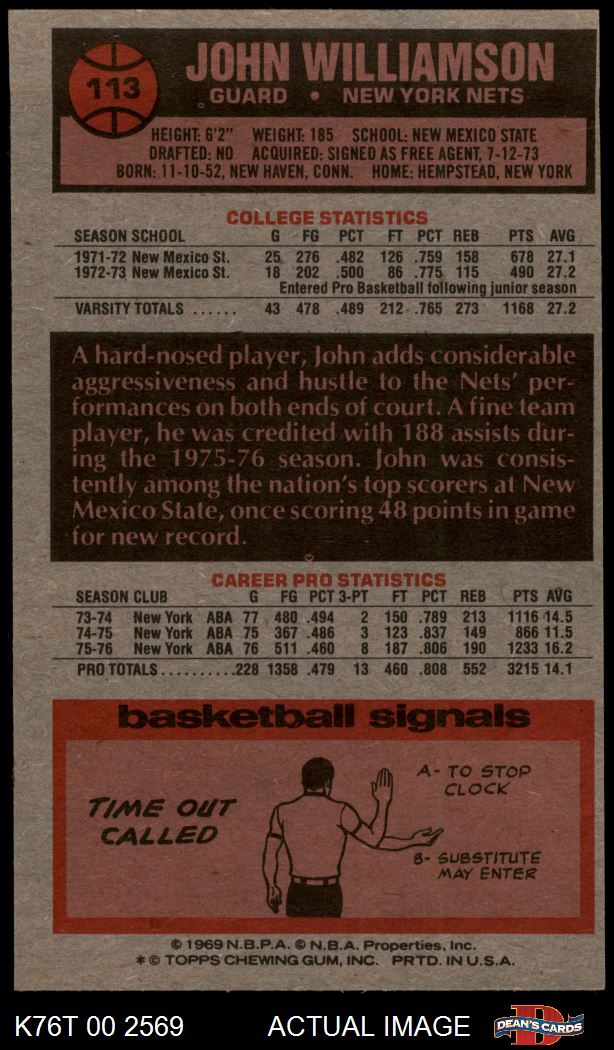 113
JOHN WILLIAMSON
GUARD • NEW YORK NETS
HEIGHT: 6'2" WEIGHT: 185 SCHOOL: NEW MEXICO STATE
DRAFTED: NO ACQUIRED: SIGNED AS FREE AGENT, 7-12-73
BORN: 11-10-52, NEW HAVEN, CONN. HOME: HEMPSTEAD, NEW YORK
COLLEGE STATISTICS
SEASON SCHOOL G FG PCT FT PCT REB PTS AVG
1971-72 New Mexico St. 25 276 .482 126 .759 158 678 27.1
1972-73 New Mexico St. 18 202 .500 86 .775 115 490 27.2
Entered Pro Basketball following junior season
VARSITY TOTALS ...... 43 478 .489 212 .765 273 1168 27.2
A hard-nosed player, John adds considerable
aggressiveness and hustle to the Nets' per-
formances on both ends of court. A fine team
player, he was credited with 188 assists dur-
ing the 1975-76 season. John was consis-
tently among the nation's top scorers at New
Mexico State, once scoring 48 points in game
for new record.
CAREER PRO STATISTICS
SEASON CLUB G FG PCT 3-PT FT PCT REB PTS AVG
73-74 New York ABA 77 480 .494 2 150 .789 213 1116 14.5
74-75 New York ABA 75 367 .486 3 123 .837 149 866 11.5
75-76 New York ABA 76 511 .460 8 187 .806 190 1233 16.2
PRO TOTALS..........228 1358 .479 13 460 .808 552 3215 14.1
basketball signals
TIME OUT
CALLED
A- TO STOP
CLOCK
B- SUBSTITUTE
MAY ENTER
© 1969 N.B.P.A. © N.B.A. Properties, Inc.
* © TOPPS CHEWING GUM, INC. PRTD. IN U.S.A.
K76T 00 2569 ACTUAL IMAGE
D
DEAN'S CARDS